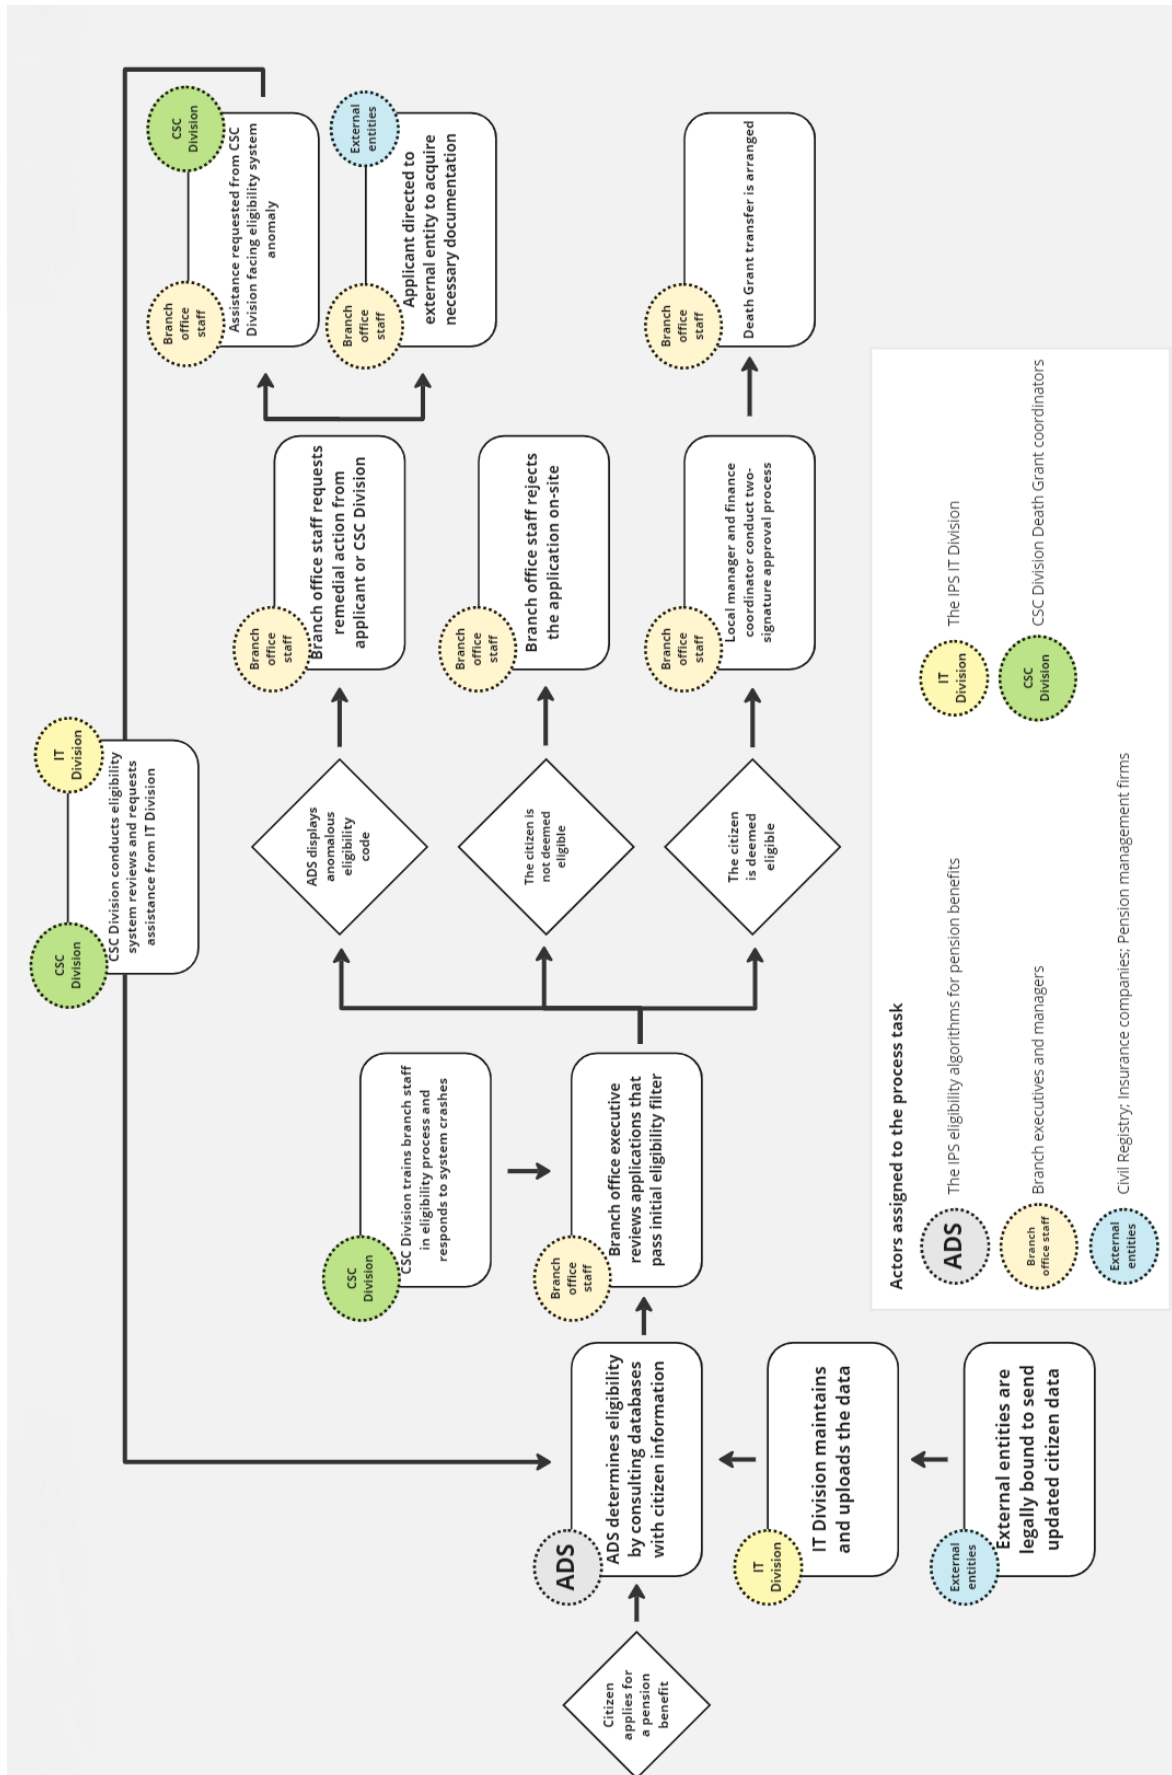 CSC
Division
IT
Division
CSC Division conducts eligibility
system reviews and requests
assistance from IT Division
Branch
office
staff
CSC
Division
Assistance requested from CSC
Division facing eligibility system
anomaly
Branch
office
staff
External
entities
Applicant directed to
external entity to acquire
necessary documentation
CSC
Division
CSC Division trains branch staff
in eligibility process and
responds to system crashes
ADS displays
anomalous
eligibility
code
Branch
office
staff
Branch office staff requests
remedial action from
applicant or CSC Division
The citizen is
not deemed
eligible
Branch
office
staff
Branch office staff rejects
the application on-site
Citizen
applies for
a pension
benefit
ADS
ADS determines eligibility
by consulting databases
with citizen information
Branch
office
staff
Branch office executive
reviews applications that
pass initial eligibility filter
The citizen
is deemed
eligible
Branch
office
staff
Local manager and finance
coordinator conduct two-
signature approval process
Branch
office
staff
Death Grant transfer is arranged
IT
Division
IT Division maintains
and uploads the data
External
entities
External entities are
legally bound to send
updated citizen data
Actors assigned to the process task
ADS
The IPS eligibility algorithms for pension benefits
IT
Division
The IPS IT Division
Branch
office staff
Branch executives and managers
CSC
Division
CSC Division Death Grant coordinators
External
entities
Civil Registry; Insurance companies; Pension management firms